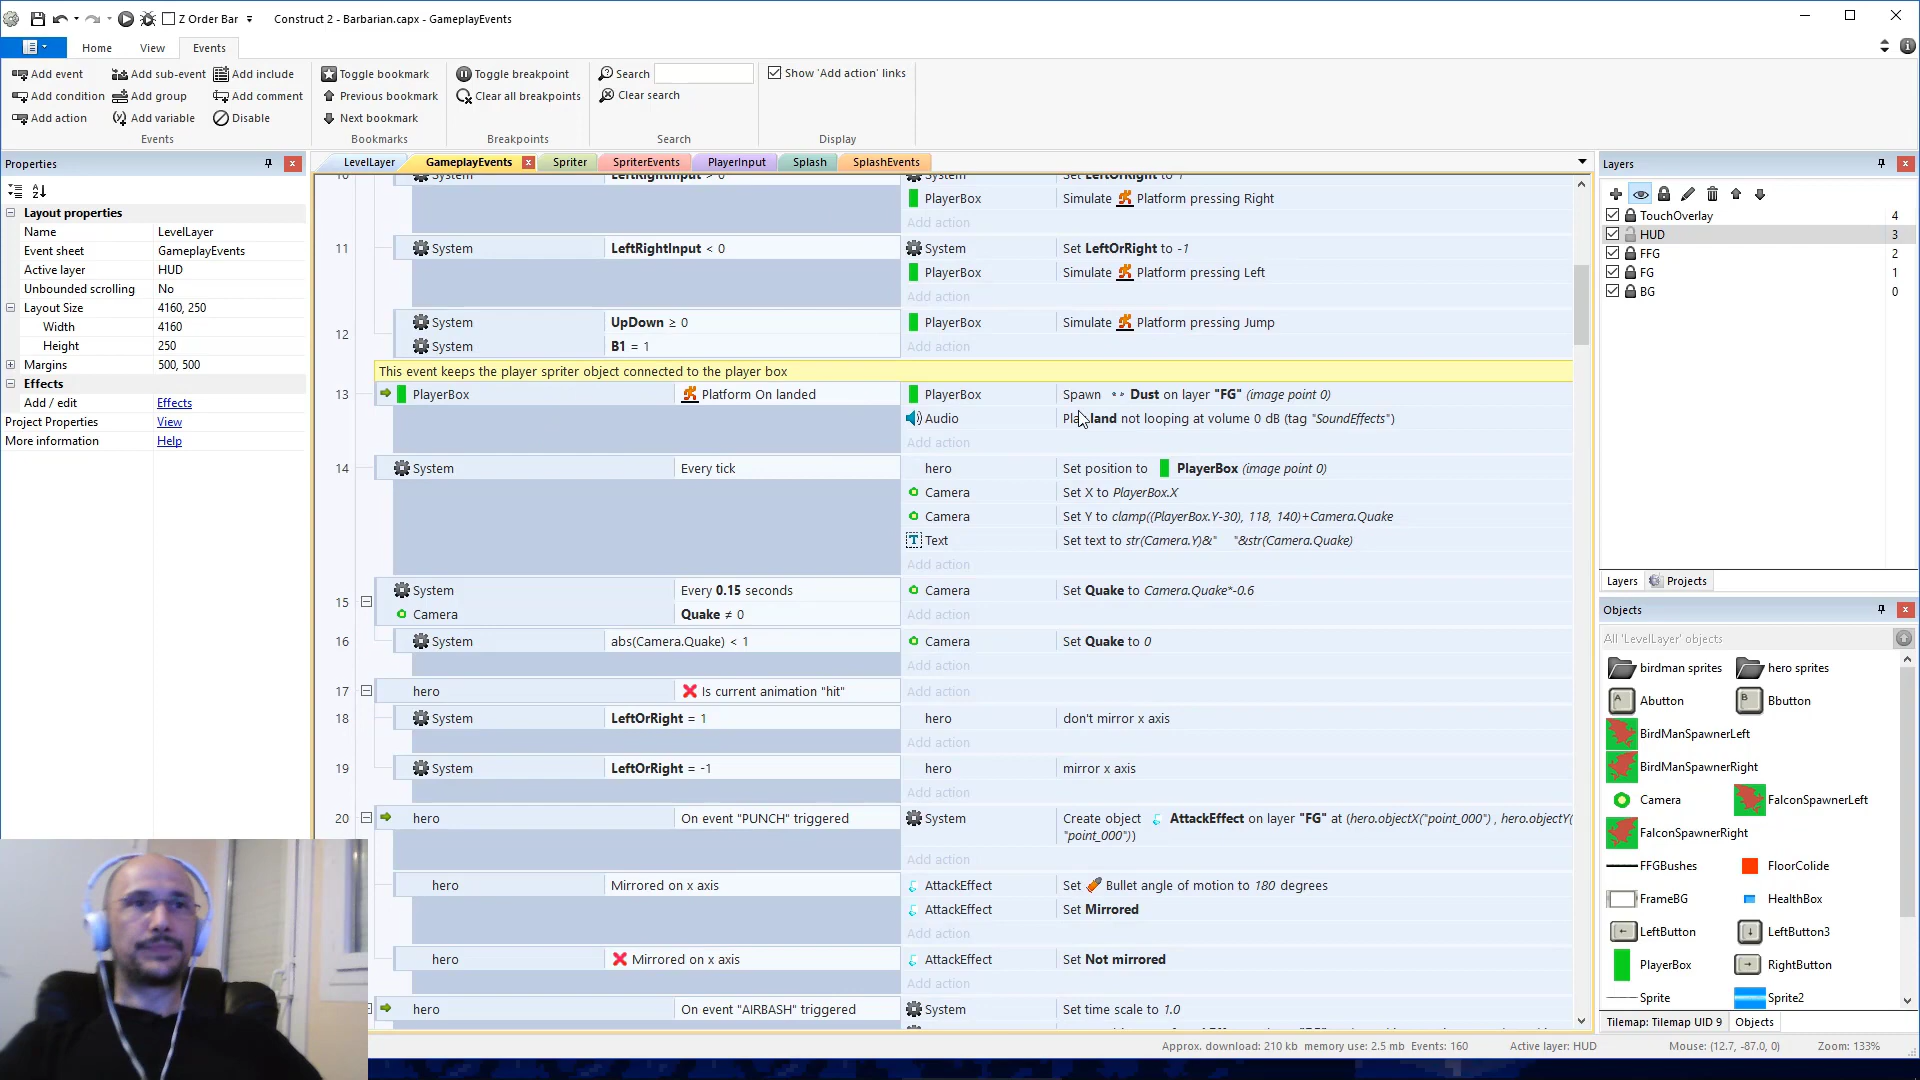 Z Order Bar
Construct 2 - Barbarian.capx - GameplayEvents
Home View Events
Add event Add sub-event Add include
Add condition Add group Add comment
Add action Add variable Disable
Events
Toggle bookmark
Previous bookmark
Next bookmark
Bookmarks
Toggle breakpoint
Clear all breakpoints
Breakpoints
Search
Clear search
Search
Show 'Add action' links
Display
Properties
LevelLayer GameplayEvents Spriter SpriterEvents PlayerInput Splash SplashEvents
Layout properties
Name LevelLayer
Event sheet GameplayEvents
Active layer HUD
Unbounded scrolling No
Layout Size 4160, 250
Width 4160
Height 250
Margins 500, 500
Effects
Add / edit Effects
Project Properties View
More information Help
10 System LeftRightInput > 0 System Set LeftOrRight to 1
PlayerBox Simulate Platform pressing Right
Add action
11 System LeftRightInput < 0 System Set LeftOrRight to -1
PlayerBox Simulate Platform pressing Left
Add action
12 System UpDown ≥ 0 PlayerBox Simulate Platform pressing Jump
System B1 = 1 Add action
This event keeps the player spriter object connected to the player box
13 PlayerBox Platform On landed PlayerBox Spawn Dust on layer "FG" (image point 0)
Audio Play land not looping at volume 0 dB (tag "SoundEffects")
Add action
14 System Every tick hero Set position to PlayerBox (image point 0)
Camera Set X to PlayerBox.X
Camera Set Y to clamp((PlayerBox.Y-30), 118, 140)+Camera.Quake
Text Set text to str(Camera.Y)&" "&str(Camera.Quake)
Add action
15 System Every 0.15 seconds Camera Set Quake to Camera.Quake*-0.6
Camera Quake ≠ 0 Add action
16 System abs(Camera.Quake) < 1 Camera Set Quake to 0
Add action
17 hero Is current animation "hit" Add action
18 System LeftOrRight = 1 hero don't mirror x axis
Add action
19 System LeftOrRight = -1 hero mirror x axis
Add action
20 hero On event "PUNCH" triggered System Create object AttackEffect on layer "FG" at (hero.objectX("point_000") , hero.objectY(
"point_000"))
Add action
hero Mirrored on x axis AttackEffect Set Bullet angle of motion to 180 degrees
AttackEffect Set Mirrored
Add action
hero Mirrored on x axis AttackEffect Set Not mirrored
Add action
hero On event "AIRBASH" triggered System Set time scale to 1.0
Layers
TouchOverlay 4
HUD 3
FFG 2
FG 1
BG 0
Layers Projects
Objects
All 'LevelLayer' objects
birdman sprites hero sprites
Abutton Bbutton
BirdManSpawnerLeft
BirdManSpawnerRight
Camera FalconSpawnerLeft
FalconSpawnerRight
FFGBushes FloorColide
FrameBG HealthBox
LeftButton LeftButton3
PlayerBox RightButton
Sprite Sprite2
Tilemap: Tilemap UID 9 Objects
Approx. download: 210 kb memory use: 2.5 mb Events: 160 Active layer: HUD Mouse: (12.7, -87.0, 0) Zoom: 133%